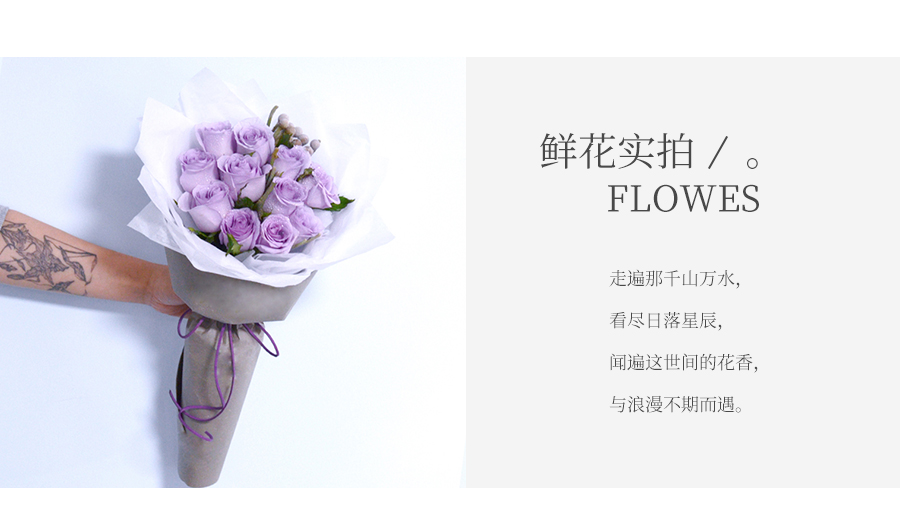 鲜花实拍 / 。
FLOWES
走遍那千山万水,
看尽日落星辰,
闻遍这世间的花香,
与浪漫不期而遇。